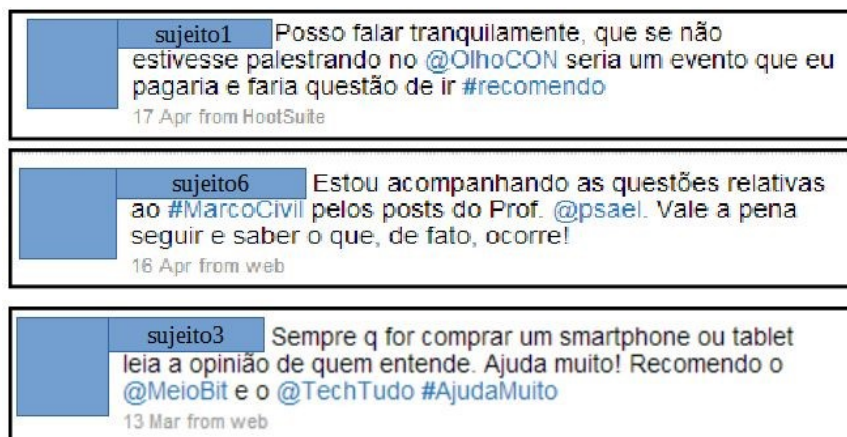 sujeito1 Posso falar tranquilamente, que se não
estivesse palestrando no @OlhoCON seria um evento que eu
pagaria e faria questão de ir #recomendo
17 Apr from HootSuite
sujeito6 Estou acompanhando as questões relativas
ao #MarcoCivil pelos posts do Prof. @psael. Vale a pena
seguir e saber o que, de fato, ocorre!
16 Apr from web
sujeito3 Sempre q for comprar um smartphone ou tablet
leia a opinião de quem entende. Ajuda muito! Recomendo o
@MeioBit e o @TechTudo #AjudaMuito
13 Mar from web